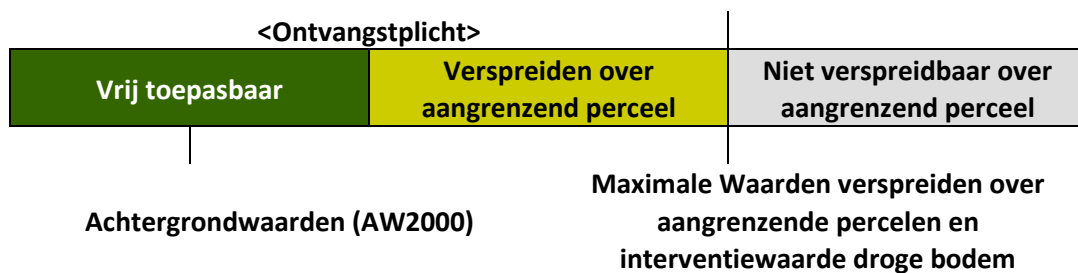 <Ontvangstplicht>
Vrij toepasbaar
Verspreiden over
aangrenzend perceel
Niet verspreidbaar over
aangrenzend perceel
Achtergrondwaarden (AW2000)
Maximale Waarden verspreiden over
aangrenzende percelen en
interventiewaarde droge bodem